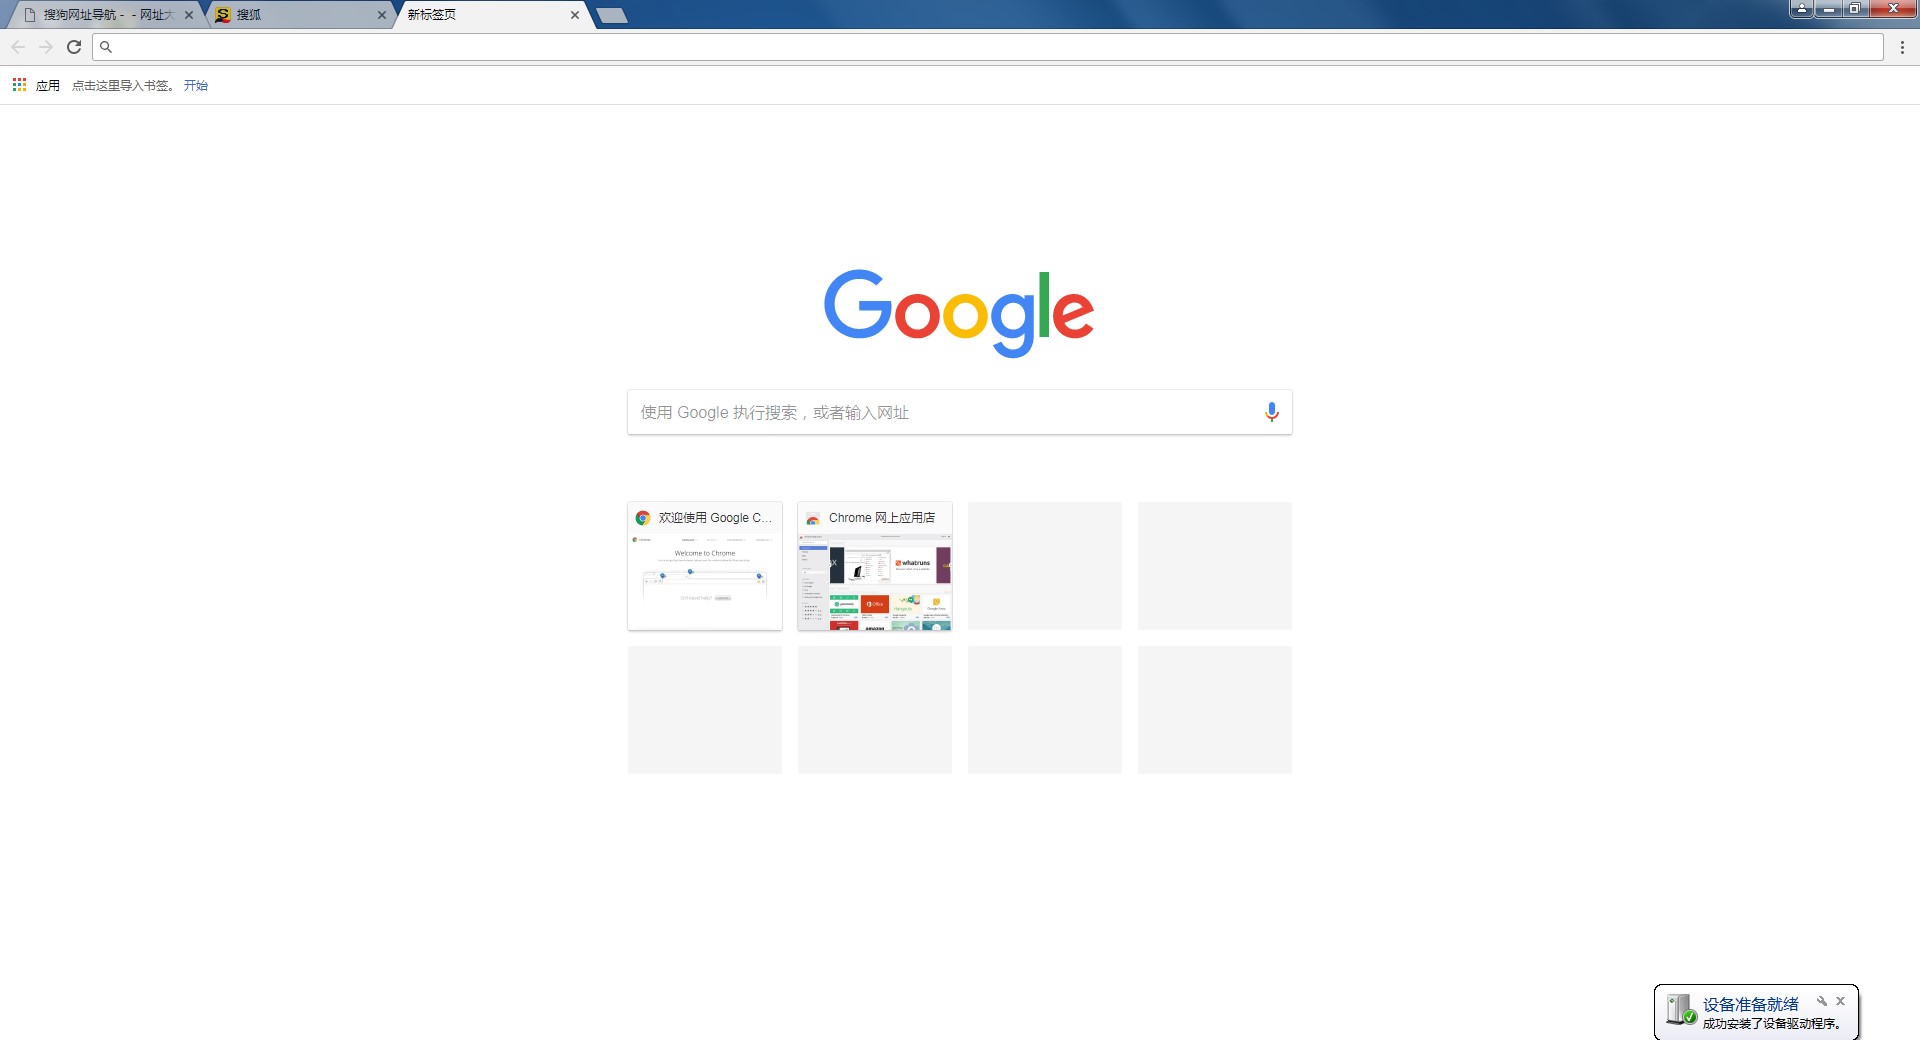 搜狗网址导航 - - 网址大
搜狐
新标签页
应用 点击这里导入书签。 开始
Google
使用 Google 执行搜索，或者输入网址
欢迎使用 Google C...
Chrome 网上应用店
Welcome to Chrome
whatruns
Office
Hangouts
amazon
设备准备就绪
成功安装了设备驱动程序。